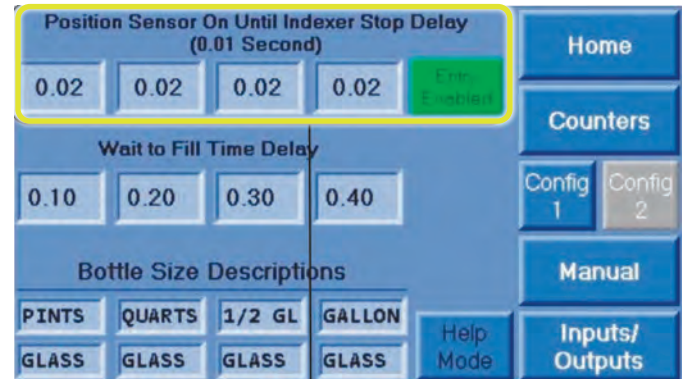 Position Sensor On Until Indexer Stop Delay
(0.01 Second)
0.02 0.02 0.02 0.02
Enabled
Wait to Fill Time Delay
0.10 0.20 0.30 0.40
Bottle Size Descriptions
PINTS QUARTS 1/2 GL GALLON
GLASS GLASS GLASS GLASS
Help
Mode
Home
Counters
Config
1
Config
2
Manual
Inputs/
Outputs